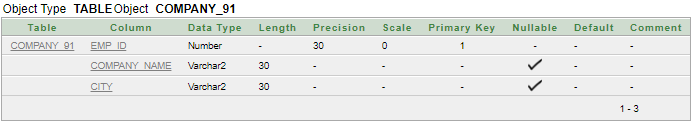 Object Type TABLE Object COMPANY_91
Table Column Data Type Length Precision Scale Primary Key Nullable Default Comment
COMPANY_91 EMP_ID Number - 30 0 1 - - -
COMPANY_NAME Varchar2 30 - - - - -
CITY Varchar2 30 - - - - -
1 - 3